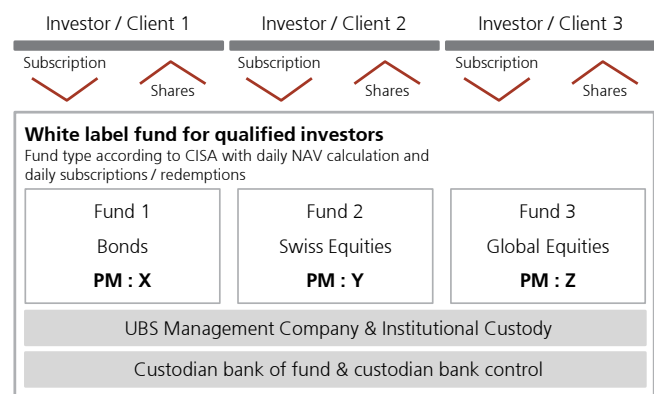 Investor / Client 1 Investor / Client 2 Investor / Client 3
Subscription Subscription Subscription
Shares Shares Shares
White label fund for qualified investors
Fund type according to CISA with daily NAV calculation and
daily subscriptions / redemptions
Fund 1 Fund 2 Fund 3
Bonds Swiss Equities Global Equities
PM : X PM : Y PM : Z
UBS Management Company & Institutional Custody
Custodian bank of fund & custodian bank control